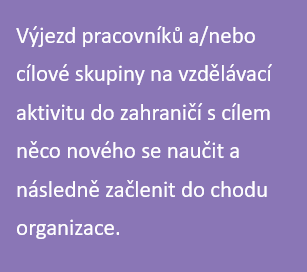 Výjezd pracovníků a/nebo
cílové skupiny na vzdělávací
aktivitu do zahraničí s cílem
něco nového se naučit a
následně začlenit do chodu
organizace.